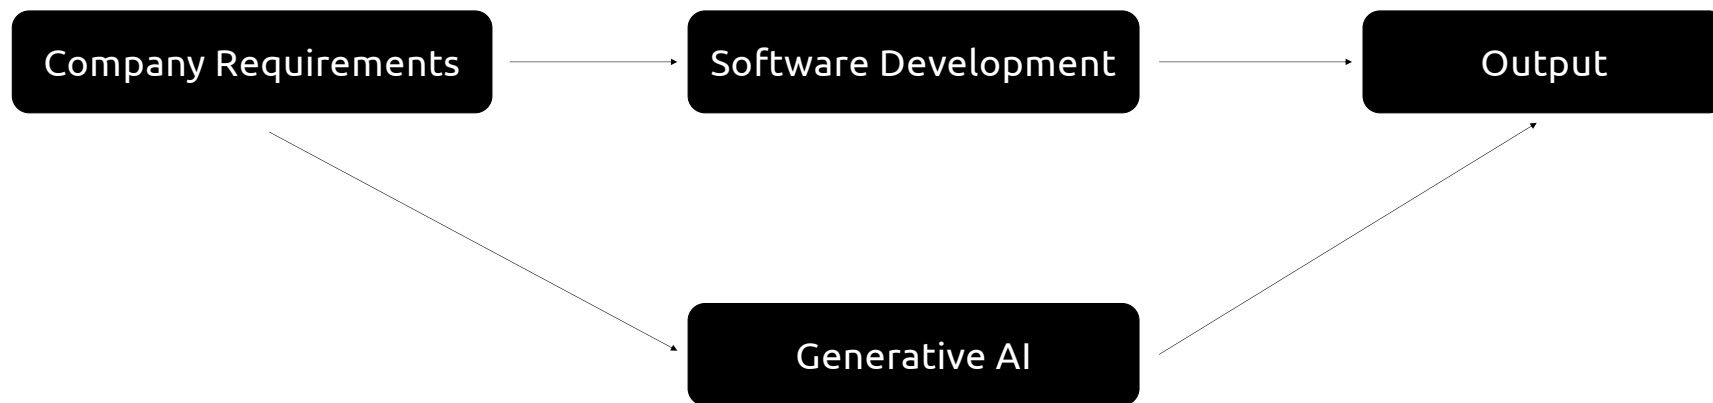 Company Requirements
Software Development
Output
Generative AI